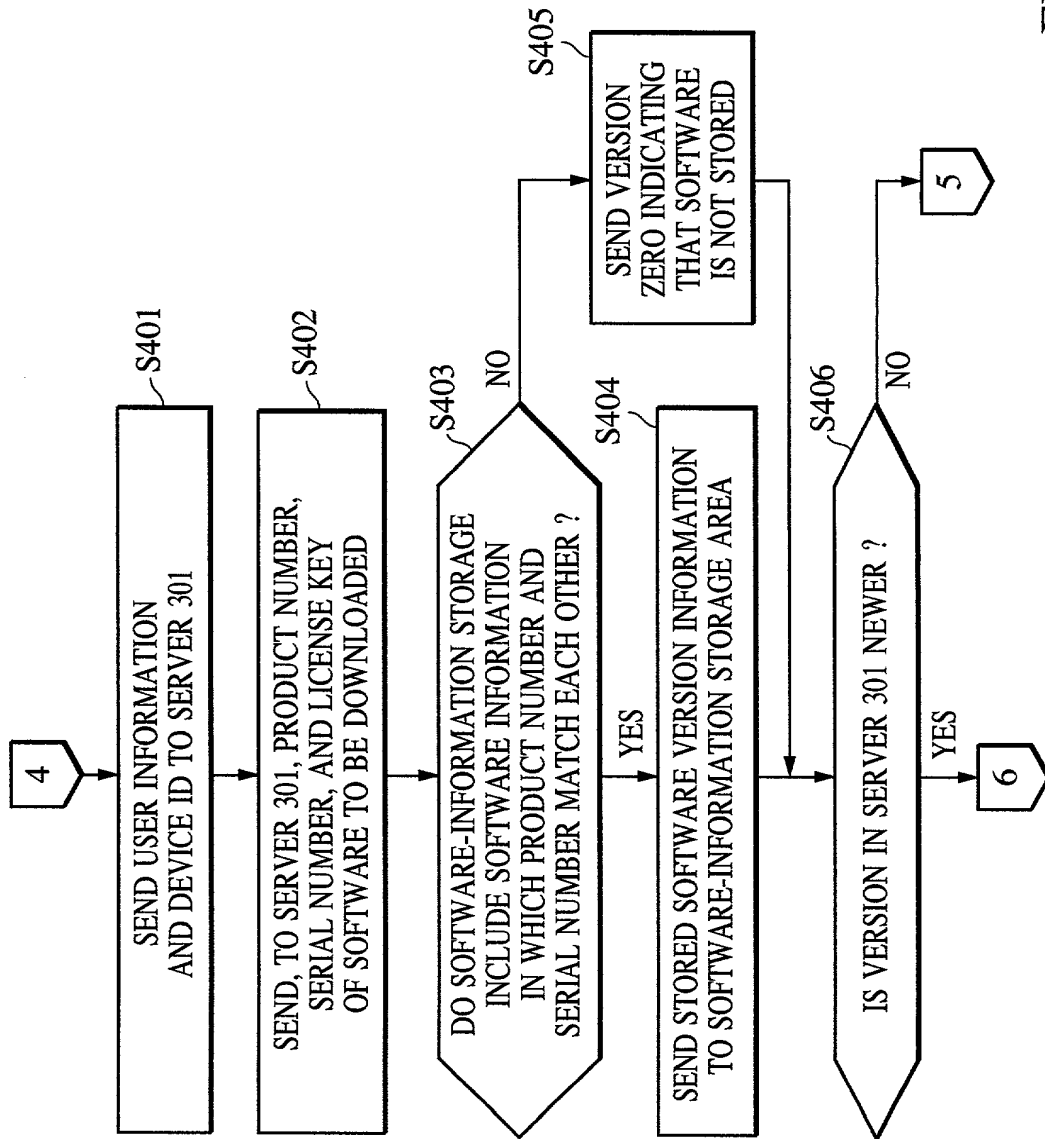 4
S401
SEND USER INFORMATION
AND DEVICE ID TO SERVER 301
S402
SEND, TO SERVER 301, PRODUCT NUMBER,
SERIAL NUMBER, AND LICENSE KEY
OF SOFTWARE TO BE DOWNLOADED
S403
DO SOFTWARE-INFORMATION STORAGE
INCLUDE SOFTWARE INFORMATION
IN WHICH PRODUCT NUMBER AND
SERIAL NUMBER MATCH EACH OTHER ?
NO
YES
S405
SEND VERSION
ZERO INDICATING
THAT SOFTWARE
IS NOT STORED
S404
SEND STORED SOFTWARE VERSION INFORMATION
TO SOFTWARE-INFORMATION STORAGE AREA
S406
IS VERSION IN SERVER 301 NEWER ?
NO
YES
5
6